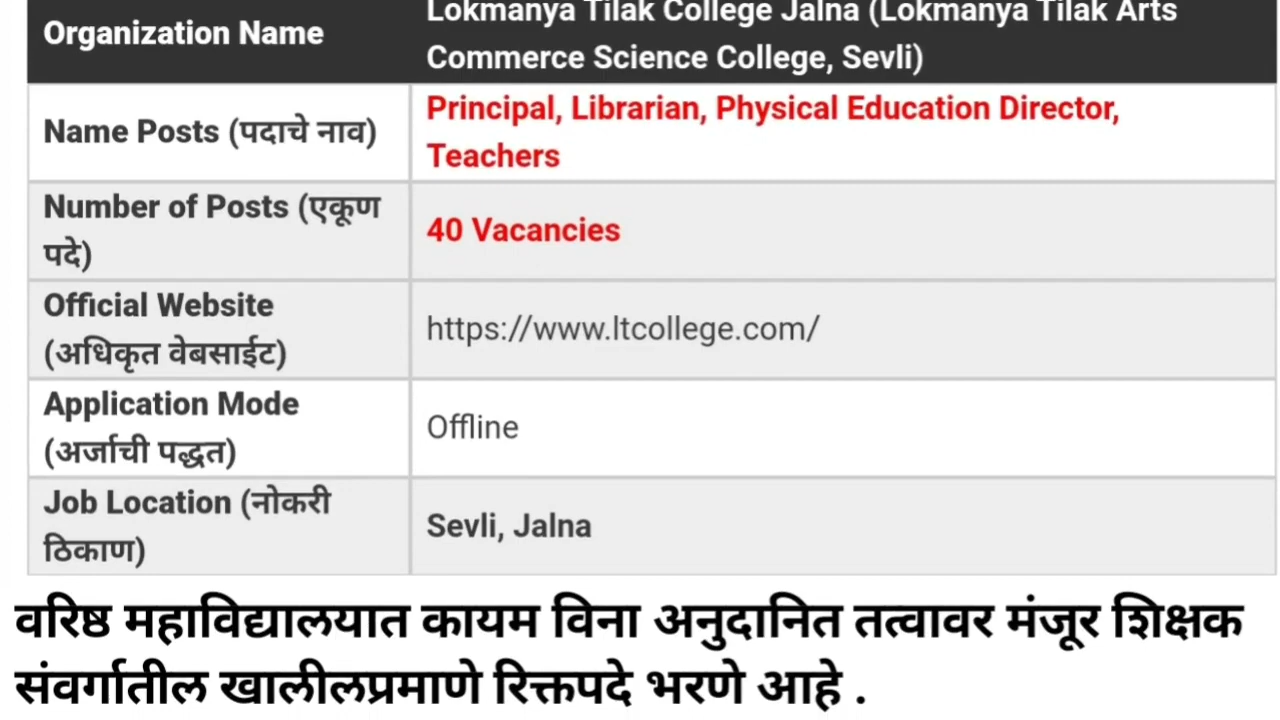 Organization Name
Lokmanya Tilak College Jalna (Lokmanya Tilak Arts
Commerce Science College, Sevli)
Name Posts (पदाचे नाव)
Principal, Librarian, Physical Education Director,
Teachers
Number of Posts (एकूण
पदे)
40 Vacancies
Official Website
(अधिकृत वेबसाईट)
https://www.ltcollege.com/
Application Mode
(अर्जाची पद्धत)
Offline
Job Location (नोकरी
ठिकाण)
Sevli, Jalna
वरिष्ठ महाविद्यालयात कायम विना अनुदानित तत्वावर मंजूर शिक्षक
संवर्गातील खालीलप्रमाणे रिक्तपदे भरणे आहे .